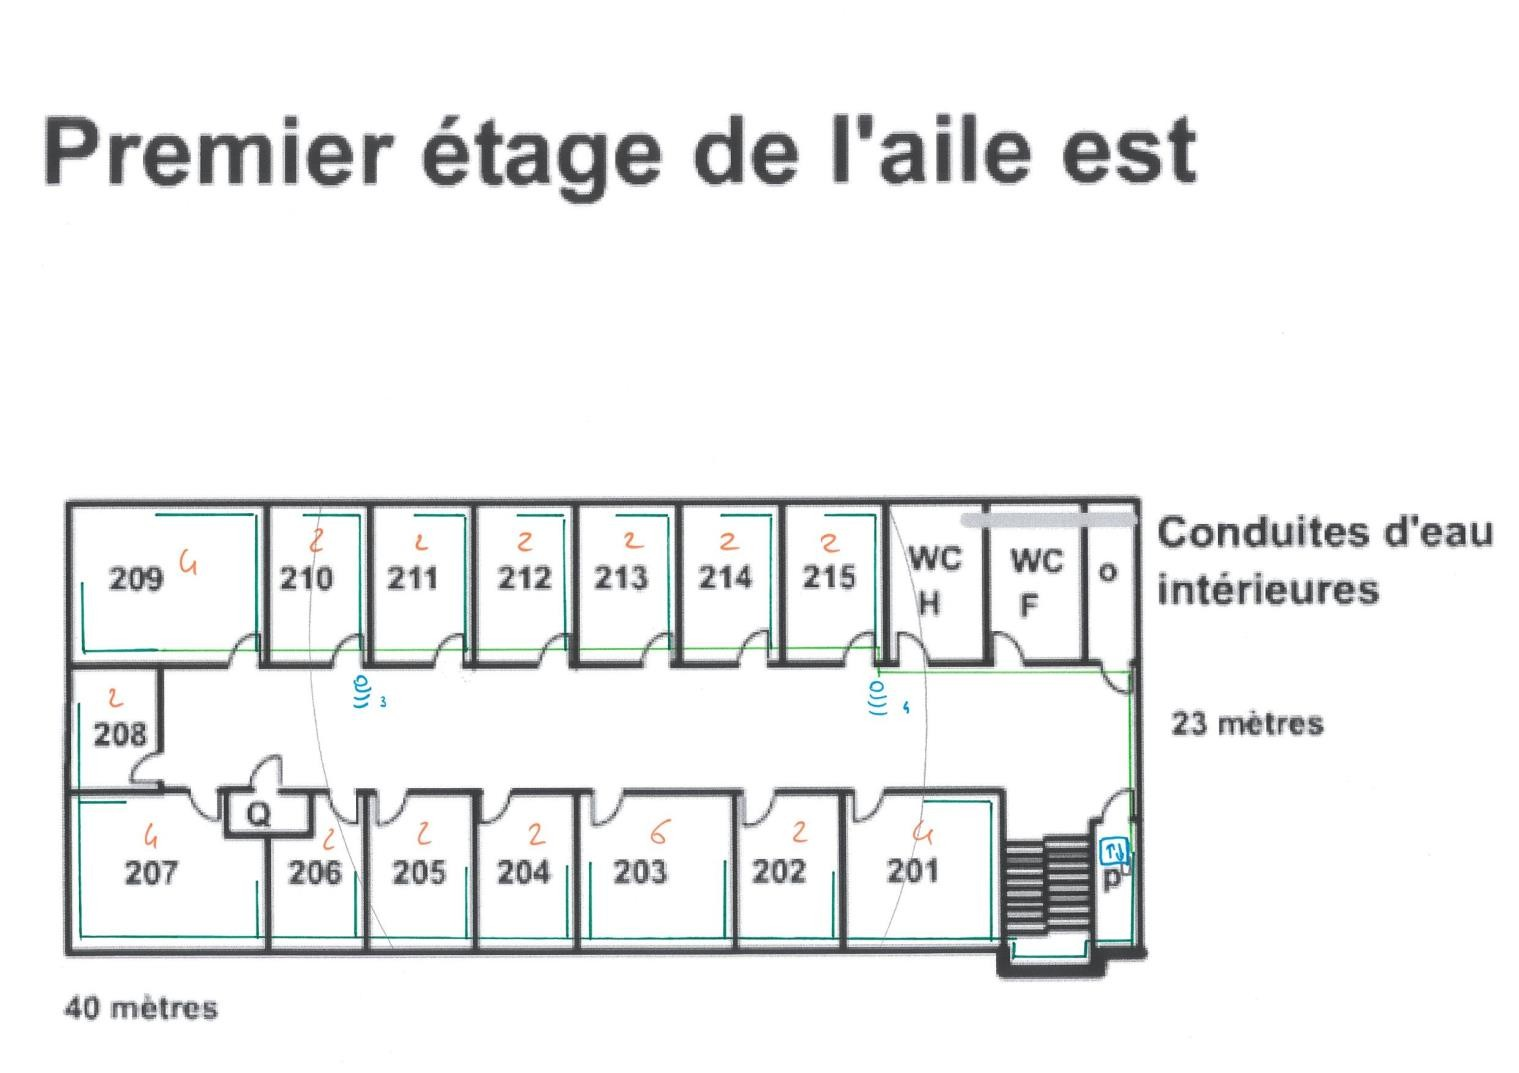 Premier étage de l'aile est
Conduites d'eau
intérieures
209 4
210 2
211 2
212 2
213 2
214 2
215 2
WC
H
WC
F
o
3
4
2
208
23 mètres
Q
4
207
2
206
2
205
2
204
6
203
2
202
4
201
p
40 mètres